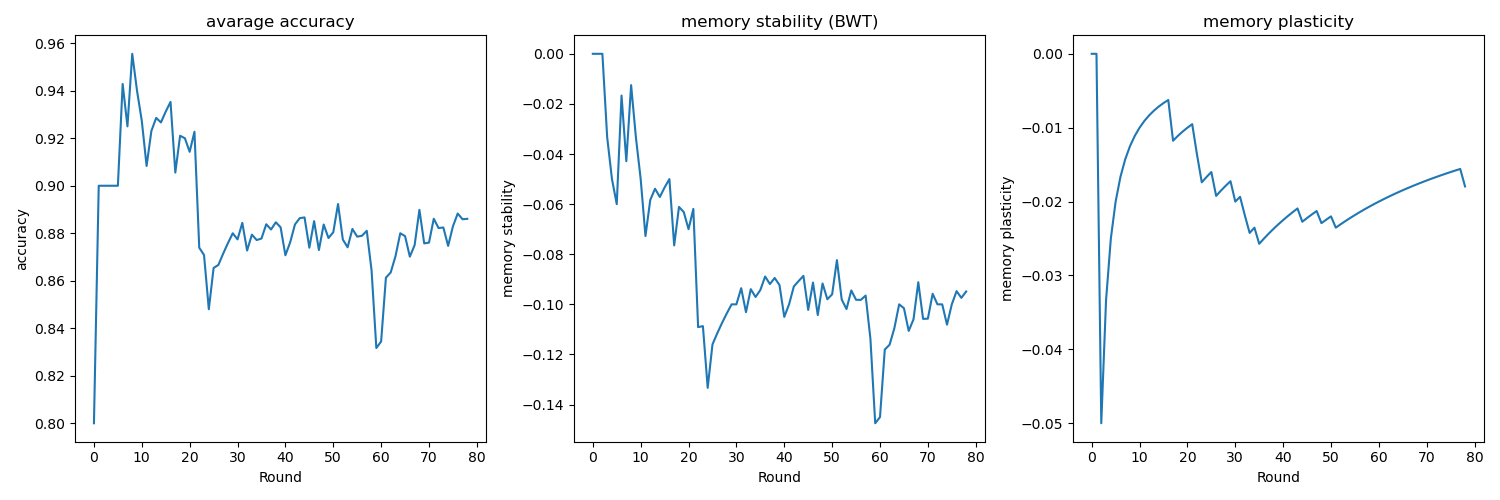 avarage accuracy
0.96
0.94
0.92
0.90
0.88
0.86
0.84
0.82
0.80
accuracy
0 10 20 30 40 50 60 70 80
Round
memory stability (BWT)
0.00
−0.02
−0.04
−0.06
−0.08
−0.10
−0.12
−0.14
memory stability
0 10 20 30 40 50 60 70 80
Round
memory plasticity
0.00
−0.01
−0.02
−0.03
−0.04
−0.05
memory plasticity
0 10 20 30 40 50 60 70 80
Round